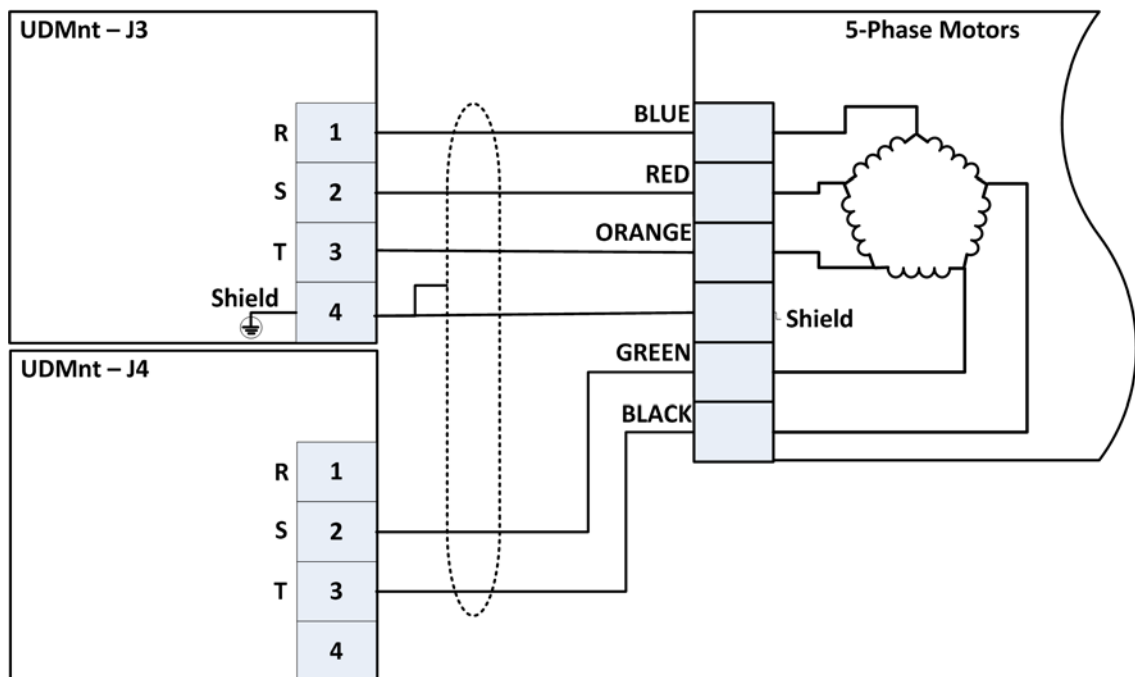 UDMnt – J3
5-Phase Motors
R 1 BLUE
S 2 RED
T 3 ORANGE
Shield 4 Shield
UDMnt – J4
GREEN
BLACK
R 1
S 2
T 3
4